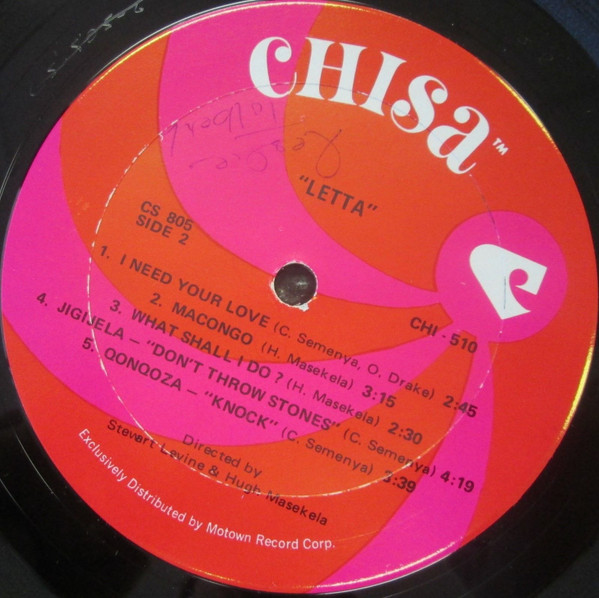 CHISa™
"LETTA"
CS 805
SIDE 2
CHI - 510
1. I NEED YOUR LOVE (C. Semenya, O. Drake) 2:45
2. MACONGO (H. Masekela) 3:15
3. WHAT SHALL I DO? (H. Masekela) 2:30
4. JIGIJELA – "DON'T THROW STONES" (C. Semenya) 4:19
5. QONQOZA – "KNOCK" (C. Semenya) 3:39
Directed by
Stewart Levine & Hugh Masekela
Exclusively Distributed by Motown Record Corp.